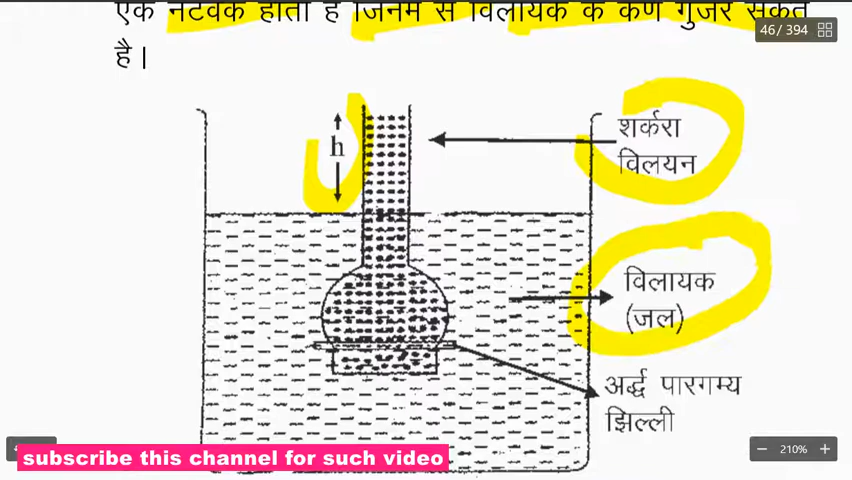 एक नेटवर्क होता है जिनमें से विलायक के कण गुजर सकते
है।
46 / 394
h
शर्करा
विलयन
विलायक
(जल)
अर्द्ध पारगम्य
झिल्ली
210%
subscribe this channel for such video